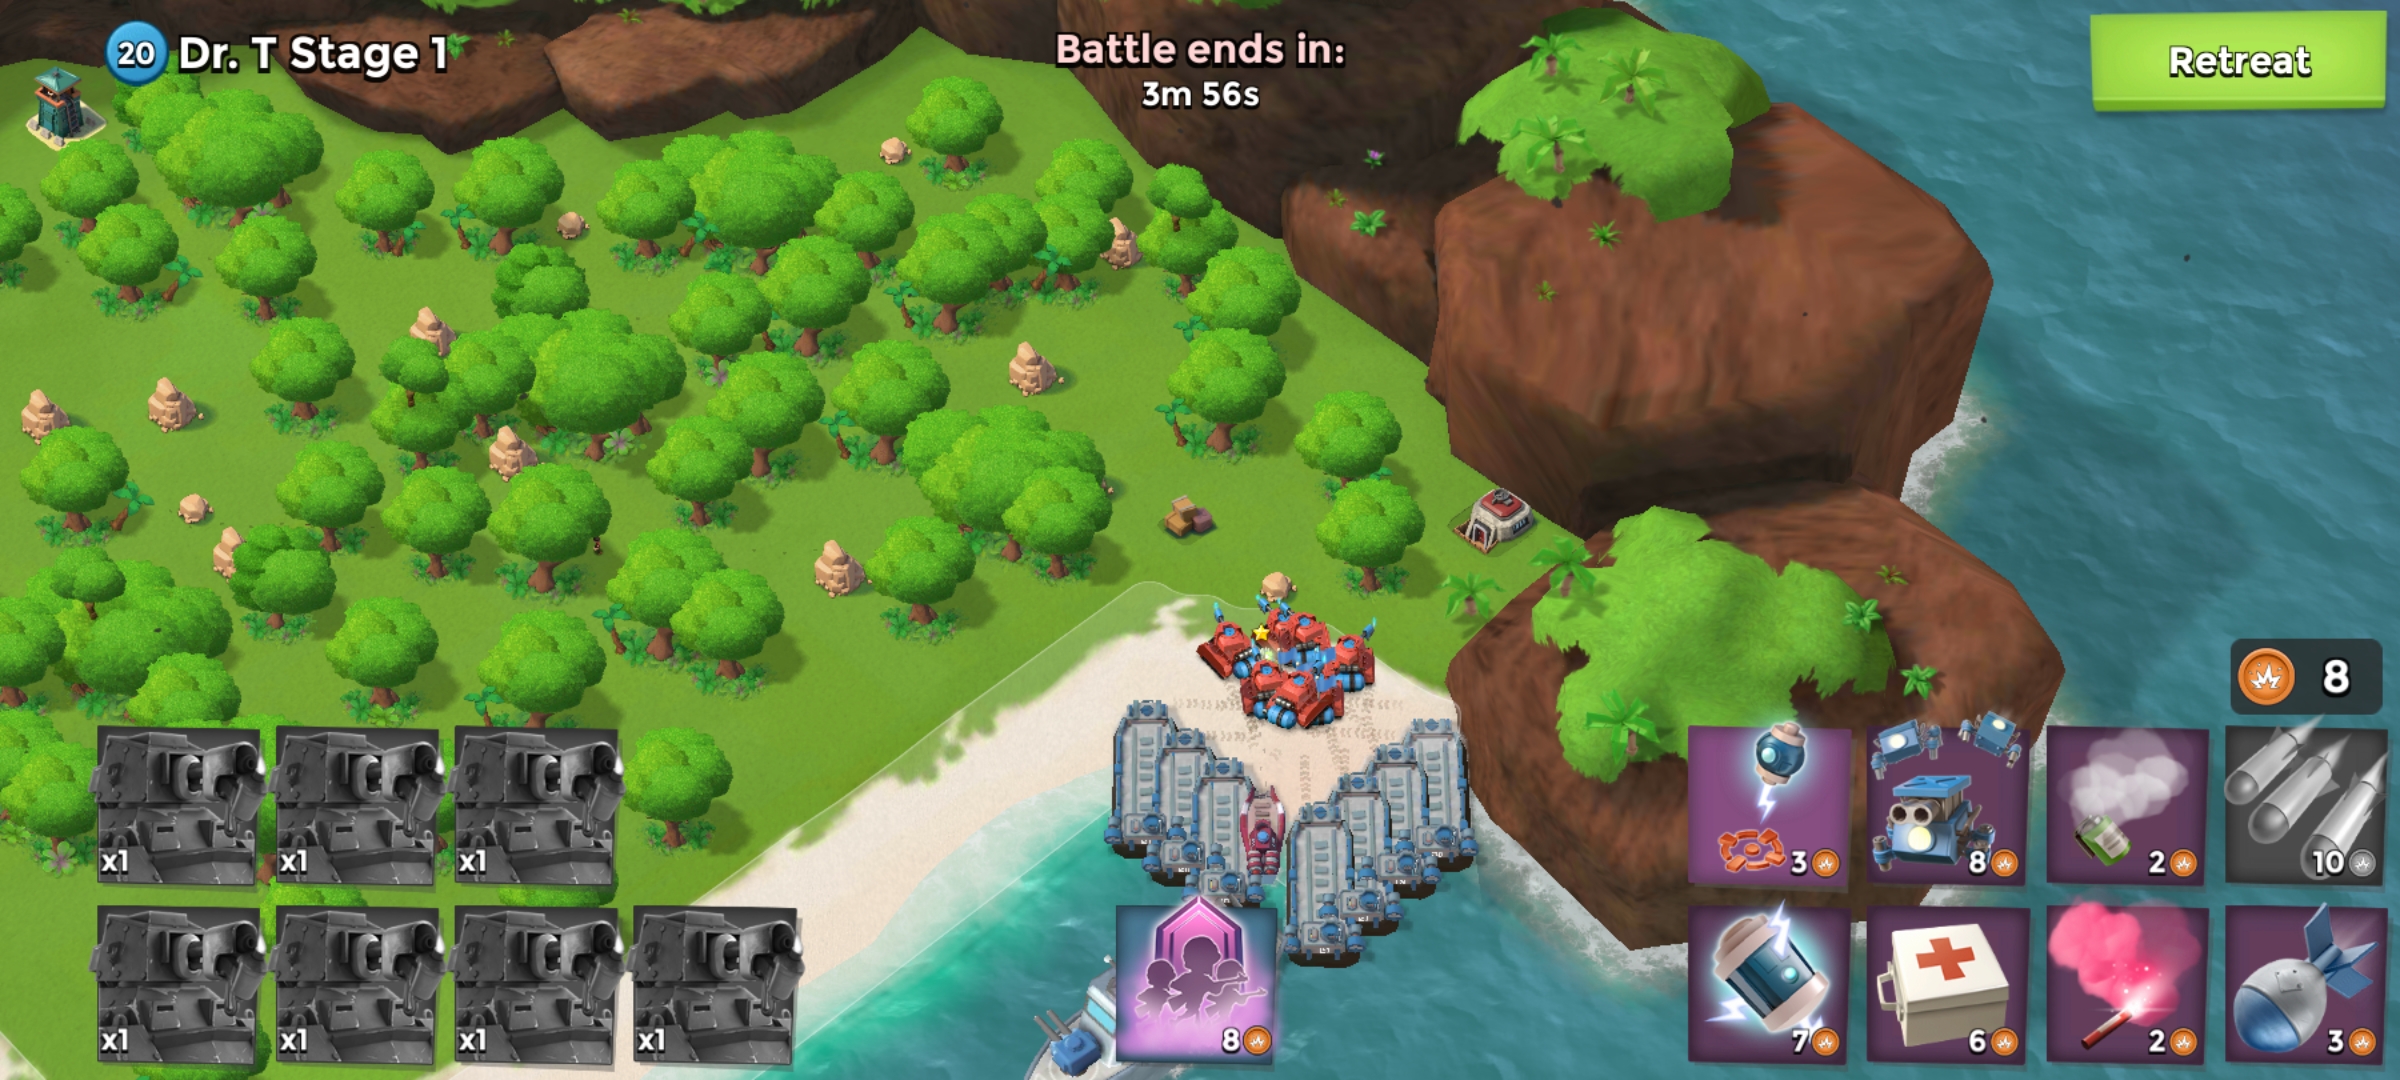 20 Dr. T Stage 1
Battle ends in:
3m 56s
Retreat
8
x1 x1 x1
3 8 2 10
x1 x1 x1 x1
8
7 6 2 3